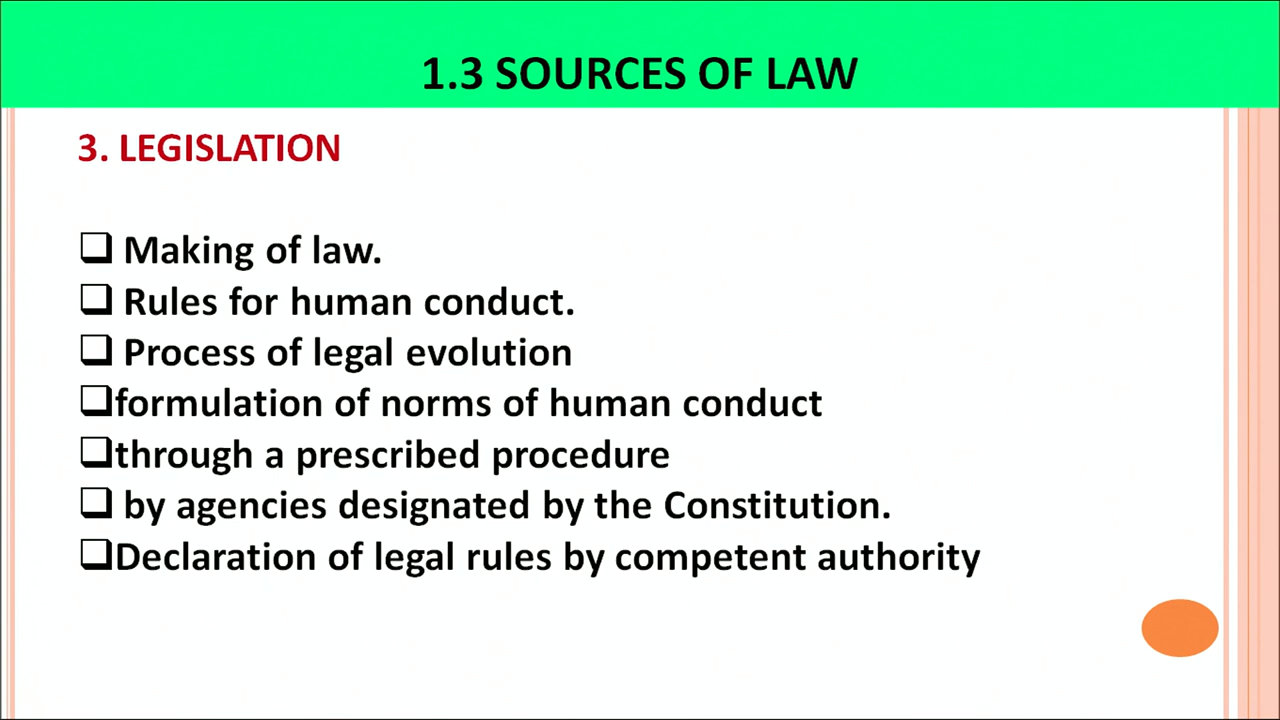 1.3 SOURCES OF LAW
3. LEGISLATION
❑ Making of law.
❑ Rules for human conduct.
❑ Process of legal evolution
❑formulation of norms of human conduct
❑through a prescribed procedure
❑ by agencies designated by the Constitution.
❑Declaration of legal rules by competent authority